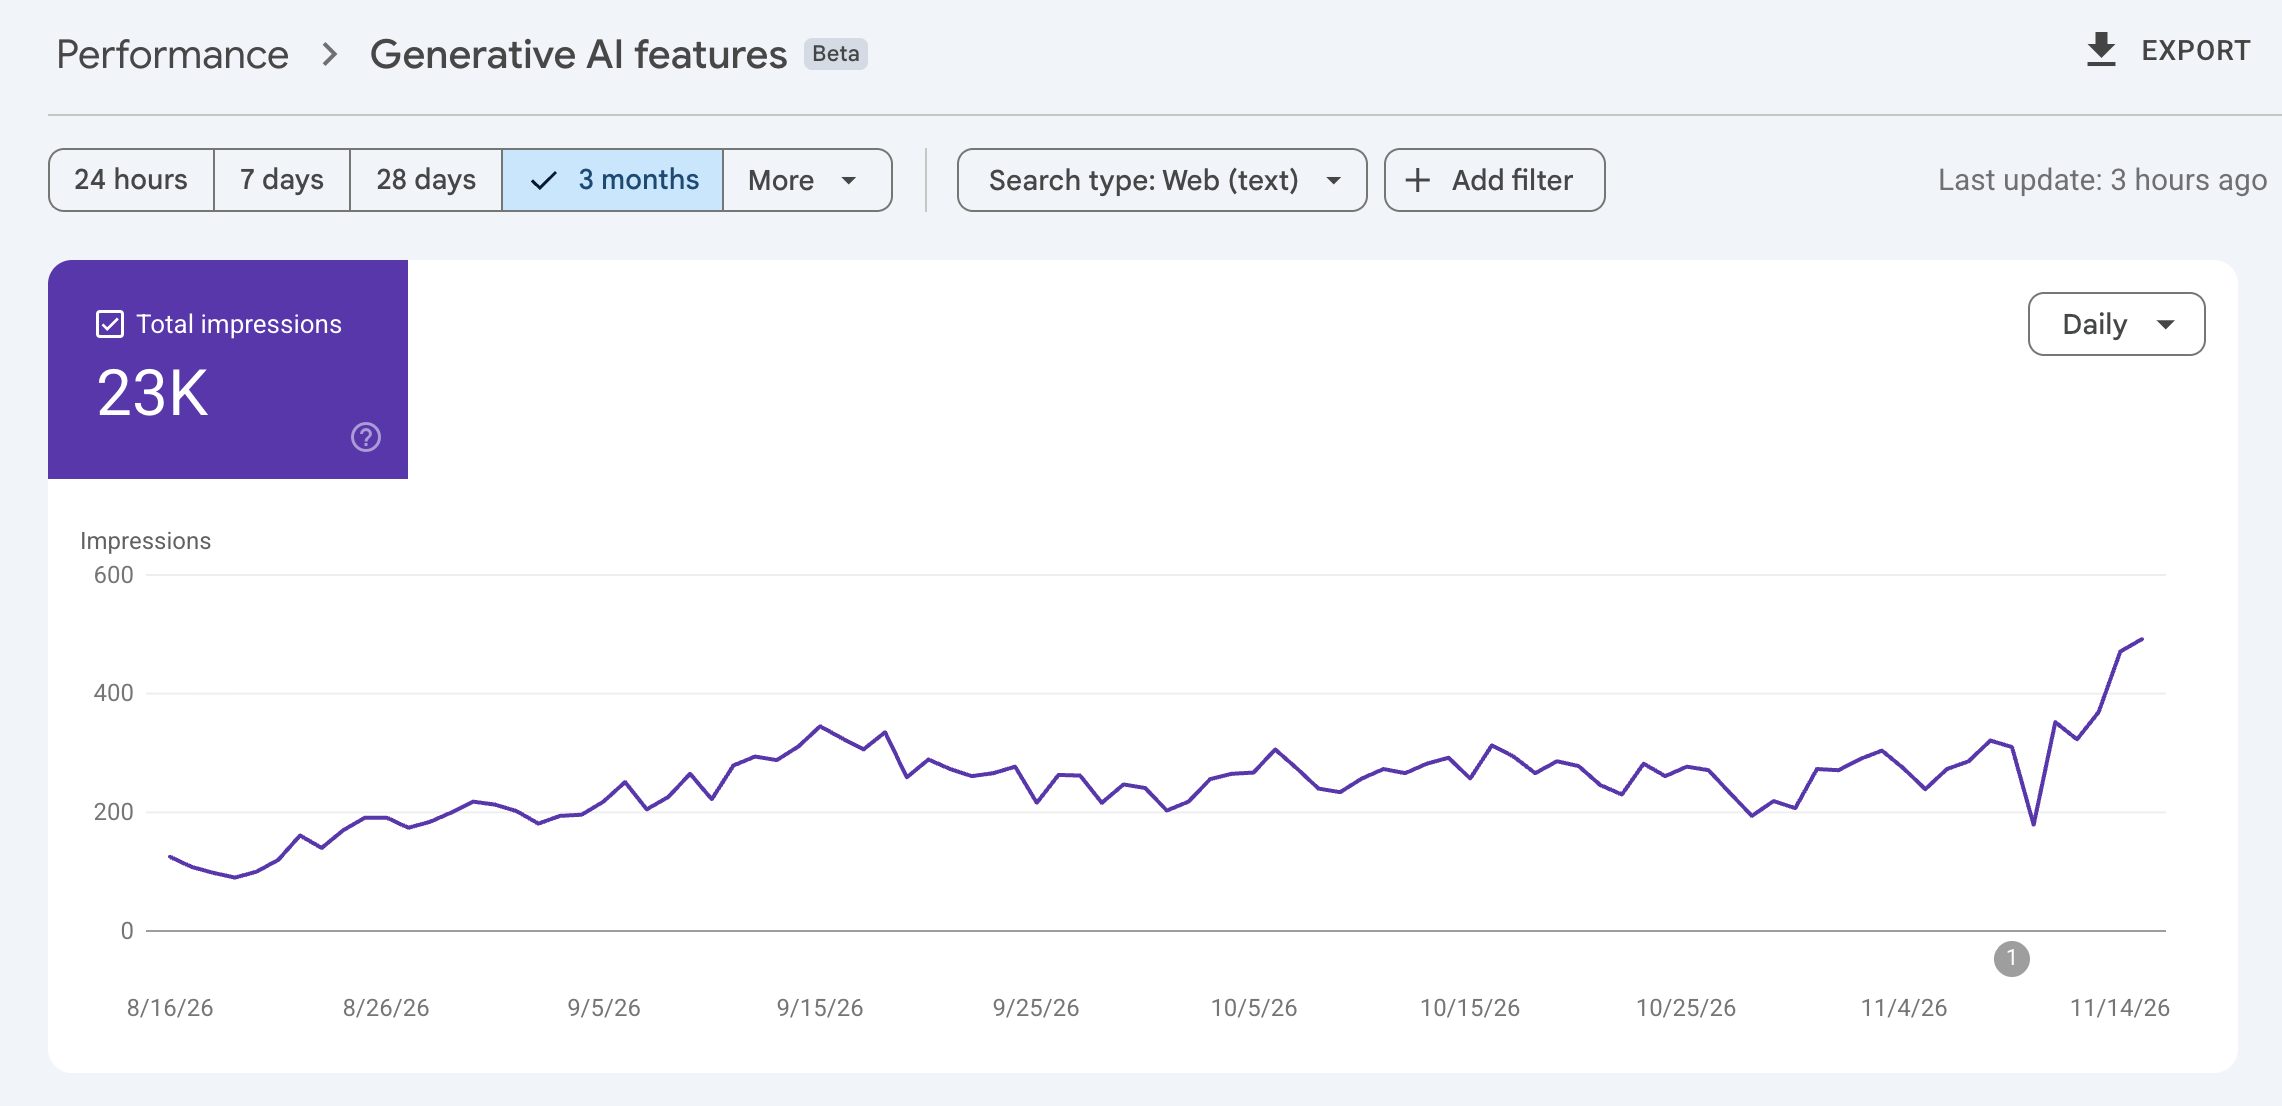 Performance > Generative AI features Beta
EXPORT
24 hours 7 days 28 days 3 months More
Search type: Web (text)
+ Add filter
Last update: 3 hours ago
Total impressions
23K
?
Daily
Impressions
600
400
200
0
1
8/16/26 8/26/26 9/5/26 9/15/26 9/25/26 10/5/26 10/15/26 10/25/26 11/4/26 11/14/26